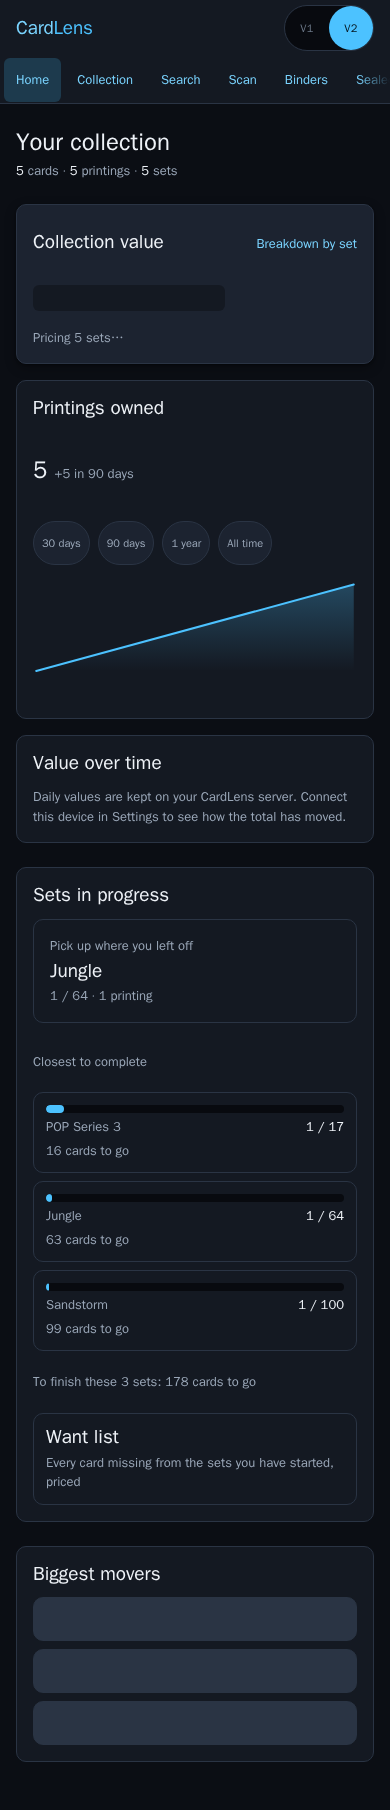 CardLens
V1 V2
Home Collection Search Scan Binders
Your collection
5 cards · 5 printings · 5 sets
Collection value
Breakdown by set
Pricing 5 sets…
Printings owned
5 +5 in 90 days
30 days 90 days 1 year All time
Value over time
Daily values are kept on your CardLens server. Connect
this device in Settings to see how the total has moved.
Sets in progress
Pick up where you left off
Jungle
1 / 64 · 1 printing
Closest to complete
POP Series 3 1 / 17
16 cards to go
Jungle 1 / 64
63 cards to go
Sandstorm 1 / 100
99 cards to go
To finish these 3 sets: 178 cards to go
Want list
Every card missing from the sets you have started,
priced
Biggest movers